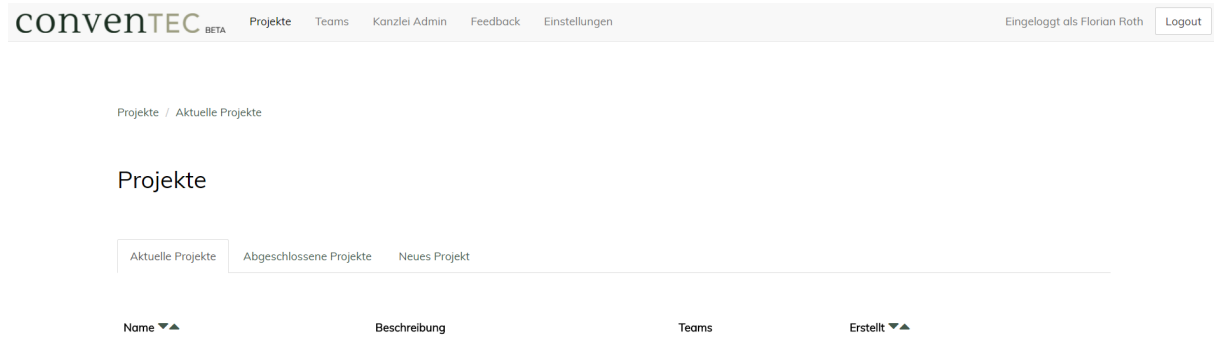 conventec BETA Projekte Teams Kanzlei Admin Feedback Einstellungen Eingeloggt als Florian Roth Logout
Projekte / Aktuelle Projekte
Projekte
Aktuelle Projekte Abgeschlossene Projekte Neues Projekt
Name Beschreibung Teams Erstellt